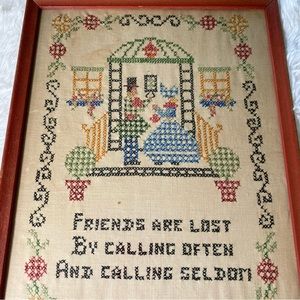 FRIENDS ARE LOST
BY CALLING OFTEN
AND CALLING SELDOM